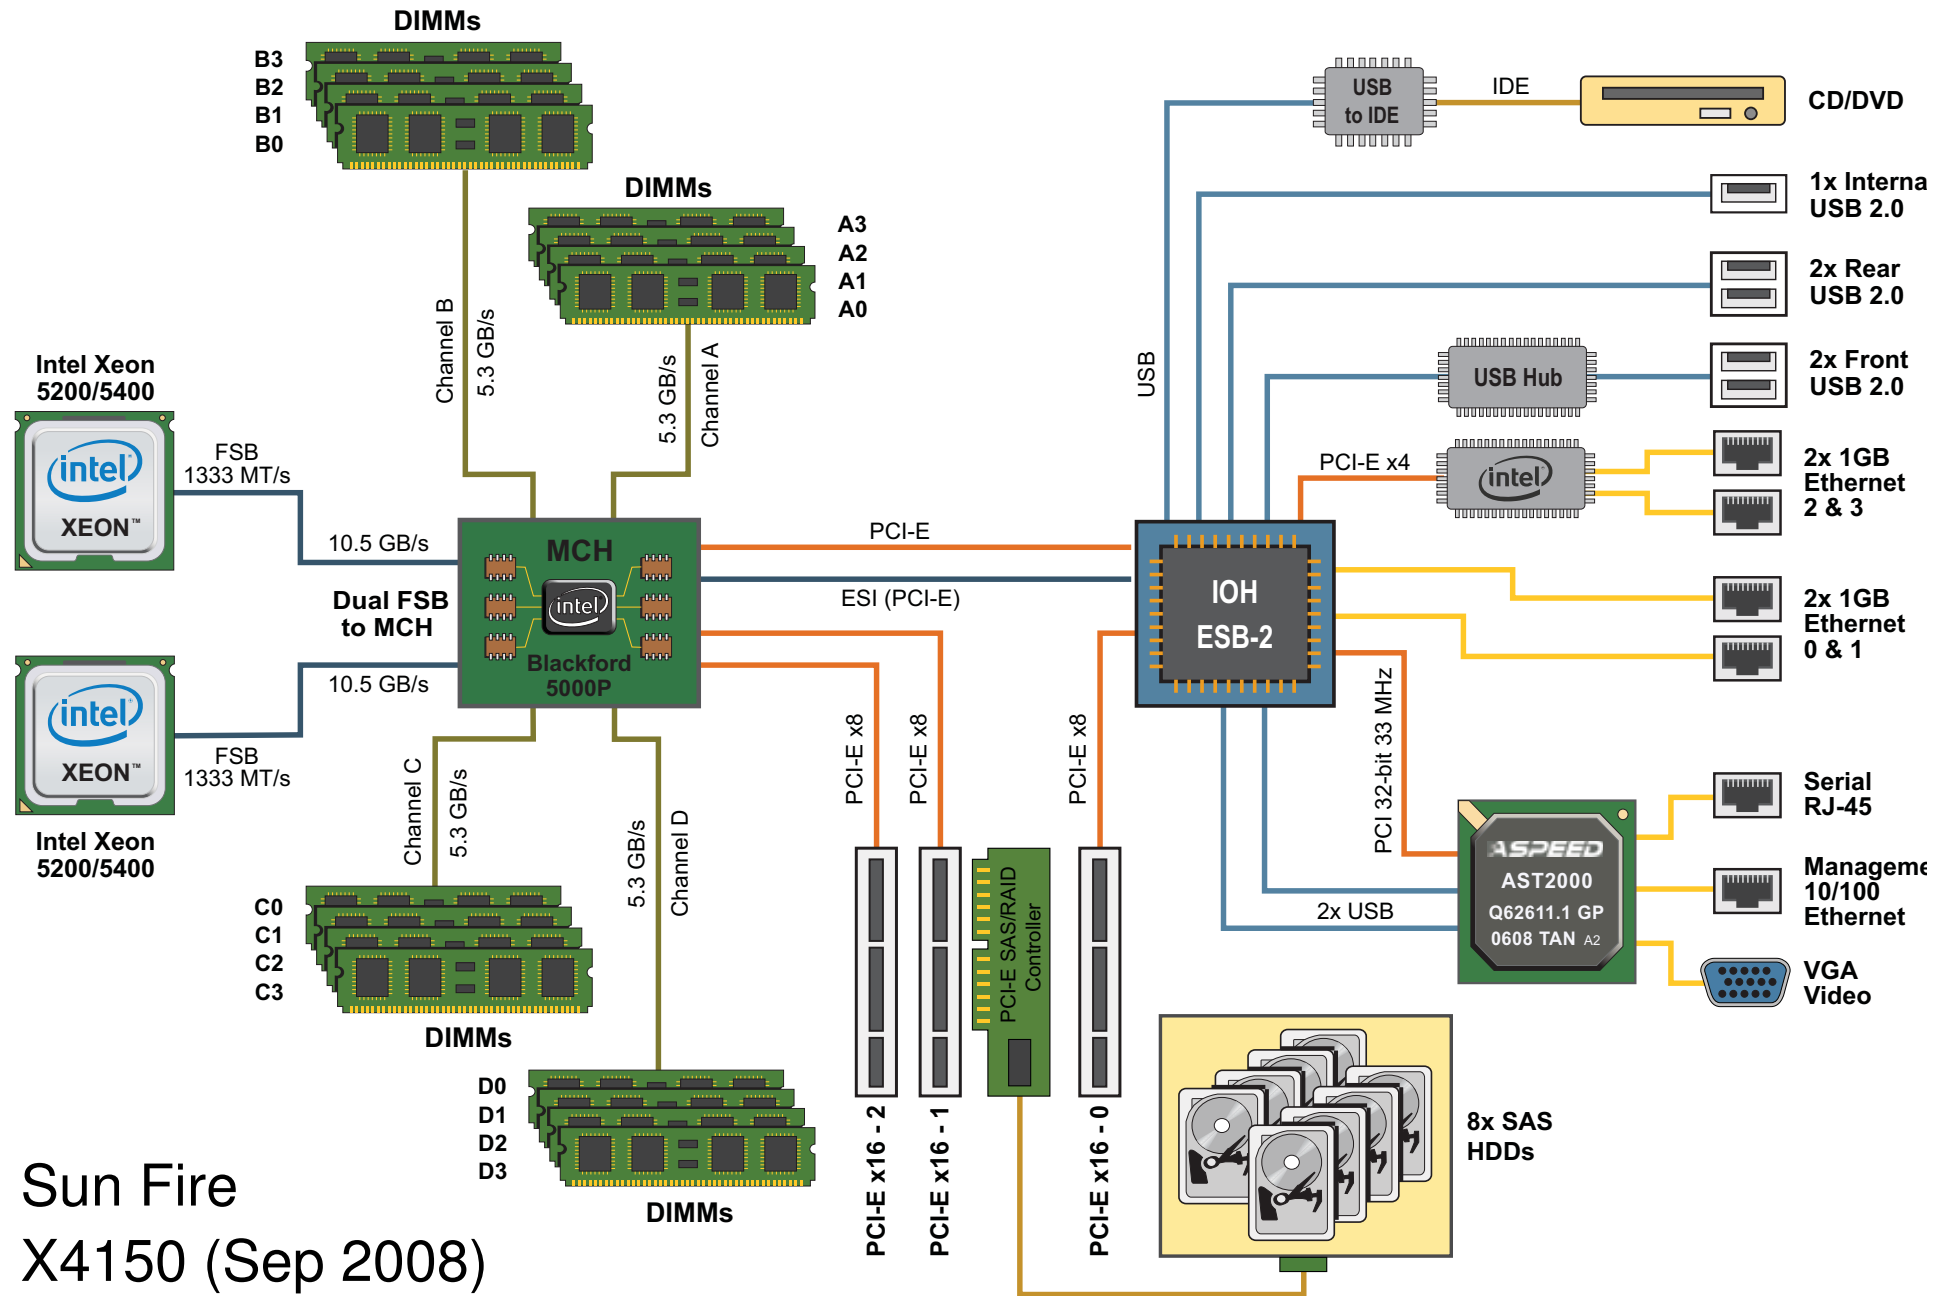 DIMMs
B3
B2
B1
B0
DIMMs
A3
A2
A1
A0
Channel B
5.3 GB/s
5.3 GB/s
Channel A
Intel Xeon
5200/5400
intel
XEON™
FSB
1333 MT/s
10.5 GB/s
Dual FSB
to MCH
10.5 GB/s
intel
XEON™
FSB
1333 MT/s
Intel Xeon
5200/5400
MCH
intel
Blackford
5000P
Channel C
5.3 GB/s
5.3 GB/s
Channel D
C0
C1
C2
C3
DIMMs
D0
D1
D2
D3
DIMMs
PCI-E
ESI (PCI-E)
PCI-E x8
PCI-E x8
PCI-E x8
PCI-E x16 - 2
PCI-E x16 - 1
PCI-E SAS/RAID
Controller
PCI-E x16 - 0
USB
USB
to IDE
IDE
CD/DVD
1x Interna
USB 2.0
2x Rear
USB 2.0
USB Hub
2x Front
USB 2.0
PCI-E x4
intel
2x 1GB
Ethernet
2 & 3
IOH
ESB-2
2x 1GB
Ethernet
0 & 1
PCI 32-bit 33 MHz
2x USB
ASPEED
AST2000
Q62611.1 GP
0608 TAN A2
Serial
RJ-45
Manageme
10/100
Ethernet
VGA
Video
8x SAS
HDDs
Sun Fire
X4150 (Sep 2008)